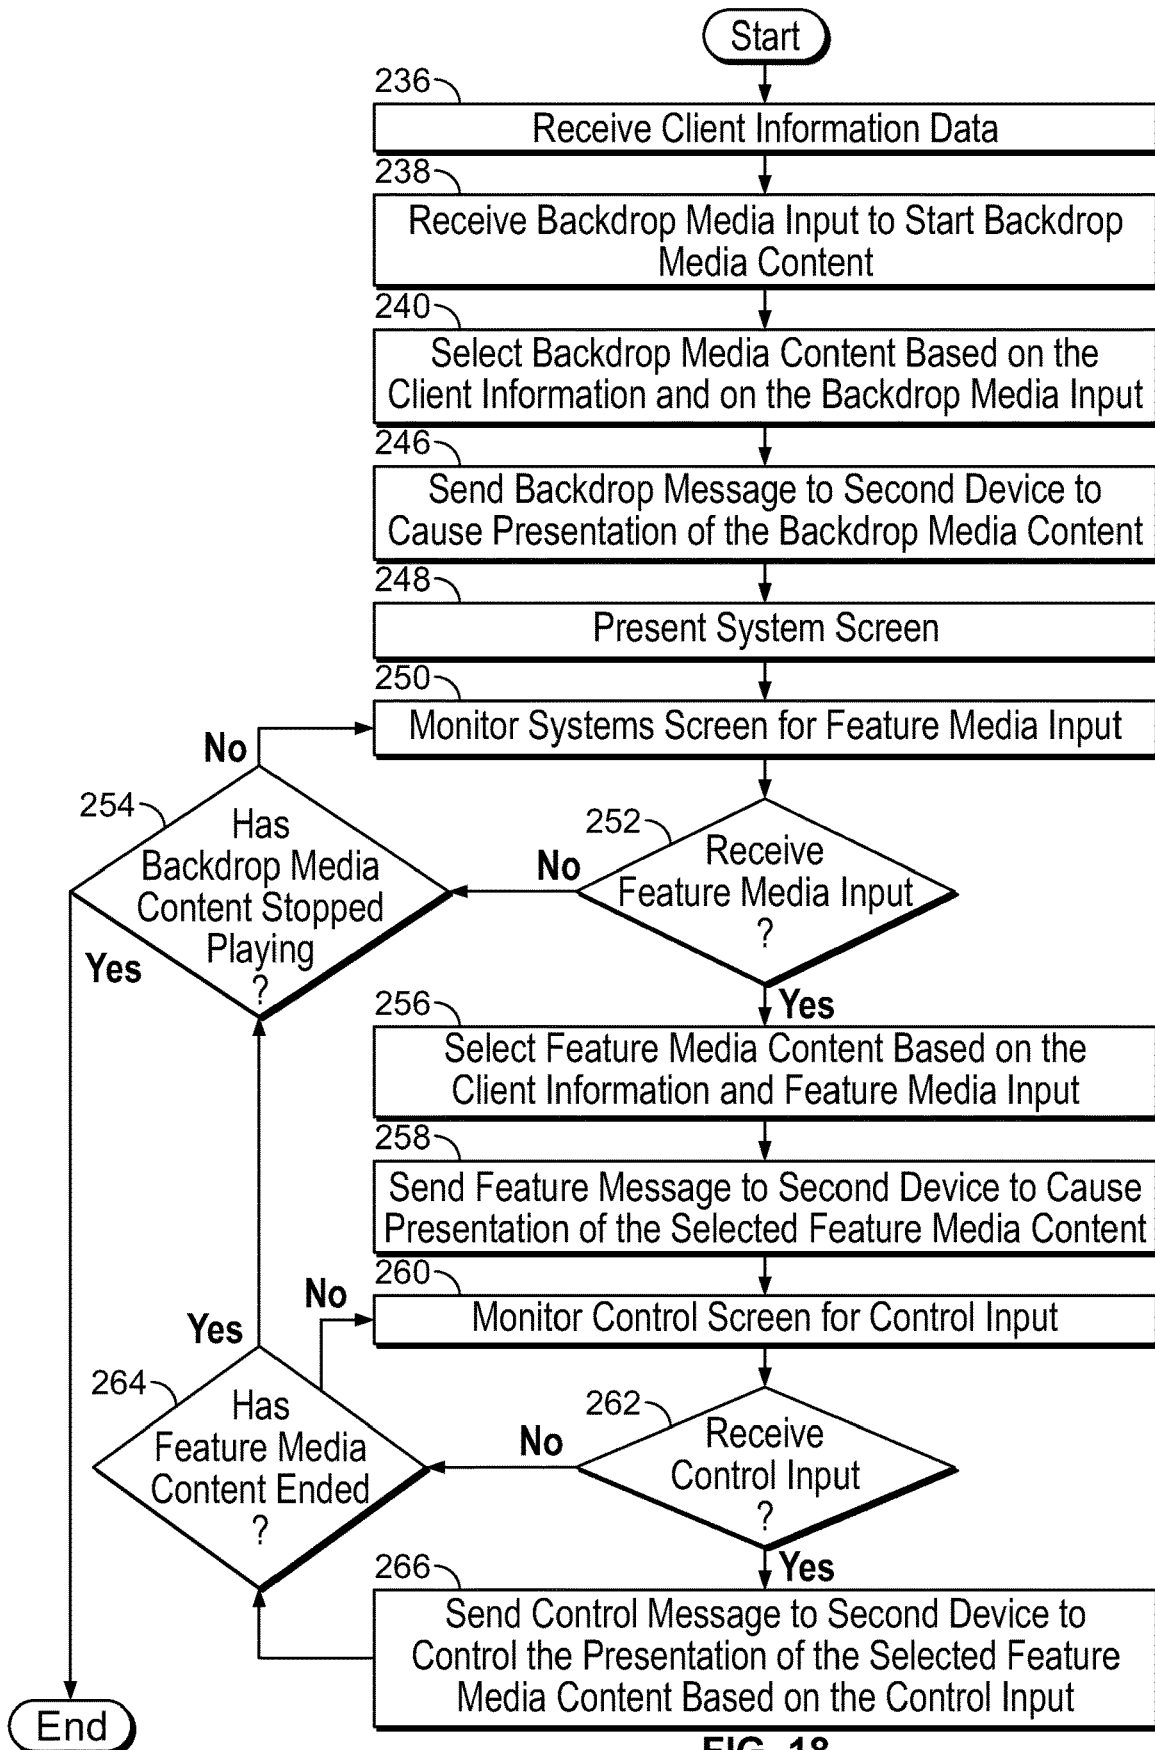 Start
236
Receive Client Information Data
238
Receive Backdrop Media Input to Start Backdrop
Media Content
240
Select Backdrop Media Content Based on the
Client Information and on the Backdrop Media Input
246
Send Backdrop Message to Second Device to
Cause Presentation of the Backdrop Media Content
248
Present System Screen
250
Monitor Systems Screen for Feature Media Input
No
254
Has
Backdrop Media
Content Stopped
Playing
?
Yes
252
Receive
Feature Media Input
?
No
Yes
256
Select Feature Media Content Based on the
Client Information and Feature Media Input
258
Send Feature Message to Second Device to Cause
Presentation of the Selected Feature Media Content
260
Monitor Control Screen for Control Input
No
Yes
264
Has
Feature Media
Content Ended
?
262
Receive
Control Input
?
No
Yes
266
Send Control Message to Second Device to
Control the Presentation of the Selected Feature
Media Content Based on the Control Input
End
FIG. 18